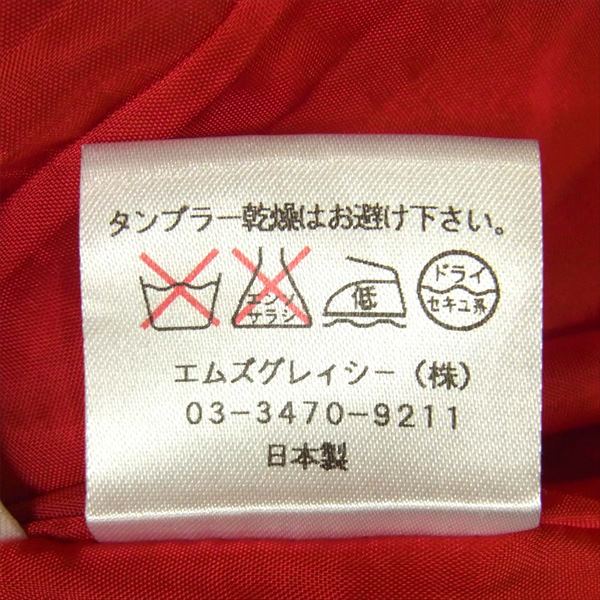 タンブラー乾燥はお避け下さい。
エンソサラシ 低 ドライ セキユ系
エムズグレイシー(株)
03-3470-9211
日本製